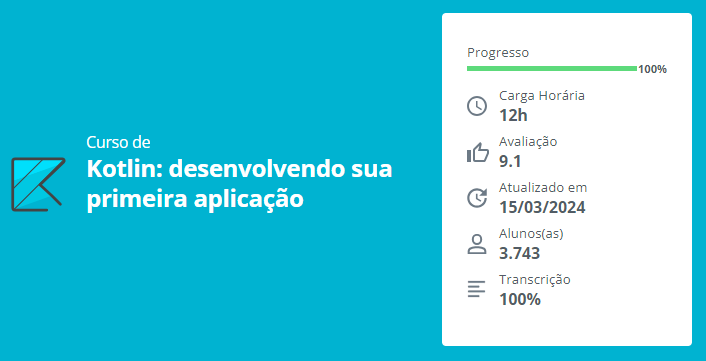 Curso de
Kotlin: desenvolvendo sua
primeira aplicação
Progresso
100%
Carga Horária
12h
Avaliação
9.1
Atualizado em
15/03/2024
Alunos(as)
3.743
Transcrição
100%